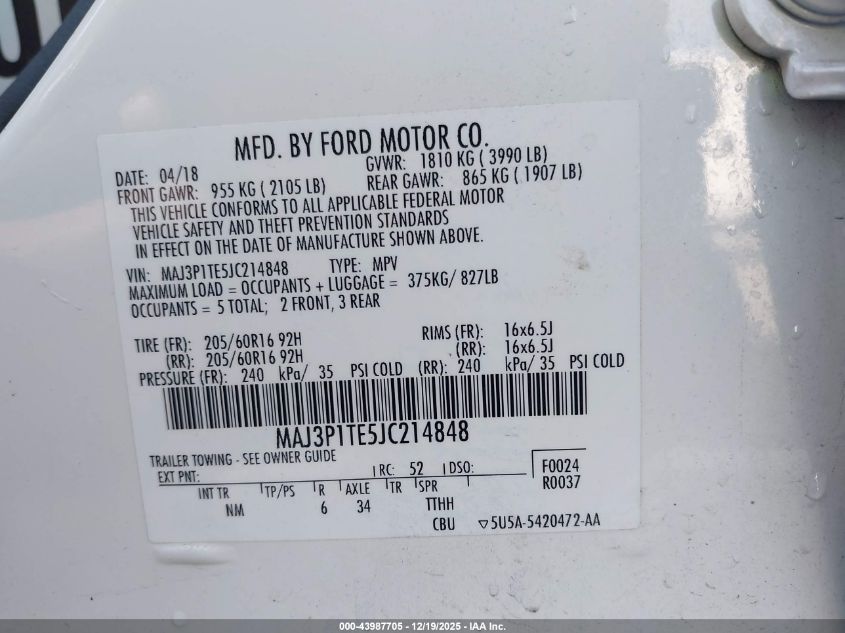 MFD. BY FORD MOTOR CO.
DATE: 04/18 GVWR: 1810 KG ( 3990 LB)
FRONT GAWR: 955 KG ( 2105 LB) REAR GAWR: 865 KG ( 1907 LB)
THIS VEHICLE CONFORMS TO ALL APPLICABLE FEDERAL MOTOR
VEHICLE SAFETY AND THEFT PREVENTION STANDARDS
IN EFFECT ON THE DATE OF MANUFACTURE SHOWN ABOVE.
VIN: MAJ3P1TE5JC214848 TYPE: MPV
MAXIMUM LOAD = OCCUPANTS + LUGGAGE = 375KG/ 827LB
OCCUPANTS = 5 TOTAL; 2 FRONT, 3 REAR
TIRE (FR): 205/60R16 92H RIMS (FR): 16x6.5J
(RR): 205/60R16 92H (RR): 16x6.5J
PRESSURE (FR): 240 kPa/ 35 PSI COLD (RR): 240 kPa/ 35 PSI COLD
MAJ3P1TE5JC214848
TRAILER TOWING - SEE OWNER GUIDE
EXT PNT: RC: 52 DSO: F0024
R0037
INT TR TP/PS R AXLE TR SPR
NM 6 34 TTHH
CBU 5U5A-5420472-AA
000-43987705 - 12/19/2025 - IAA Inc.